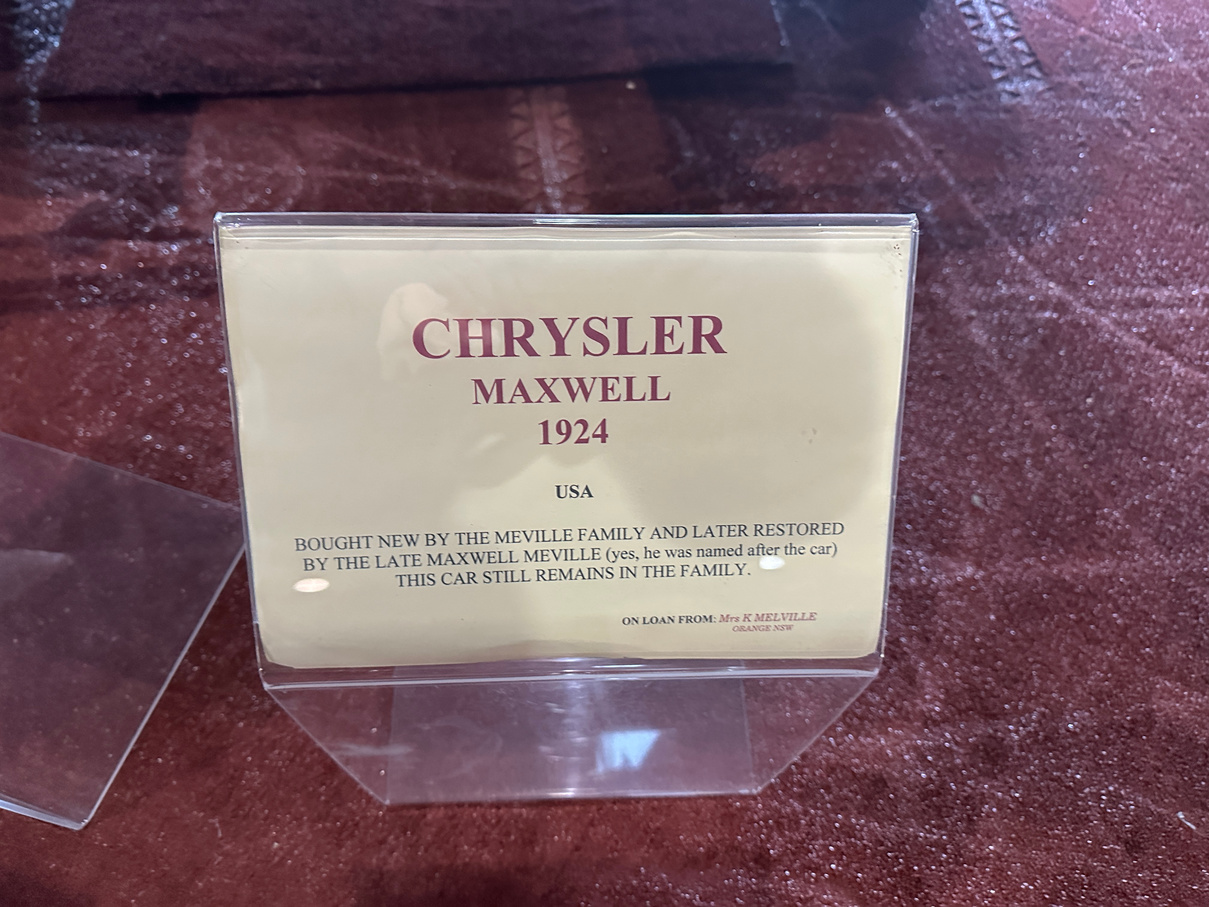 CHRYSLER
MAXWELL
1924
USA
BOUGHT NEW BY THE MEVILLE FAMILY AND LATER RESTORED
BY THE LATE MAXWELL MEVILLE (yes, he was named after the car)
THIS CAR STILL REMAINS IN THE FAMILY.
ON LOAN FROM: Mrs K MELVILLE
ORANGE NSW